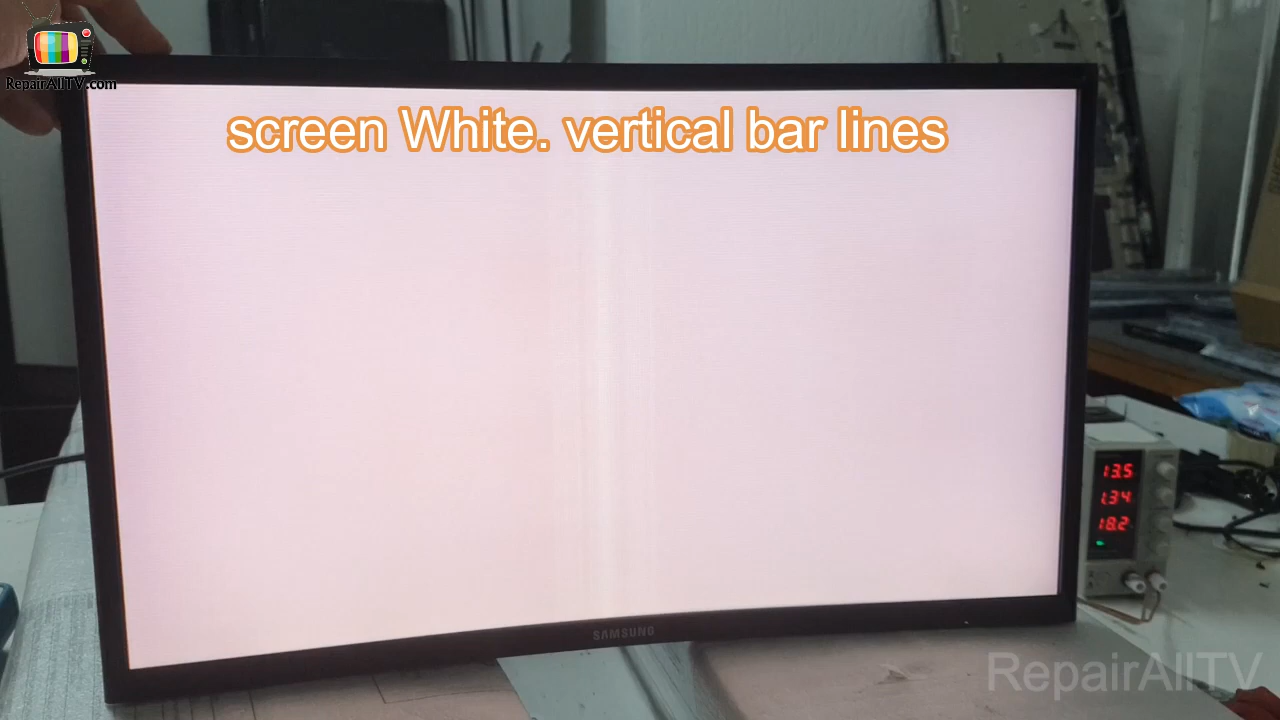 RepairAllTV.com
screen White. vertical bar lines
13.5
1.34
18.2
SAMSUNG
RepairAllTV